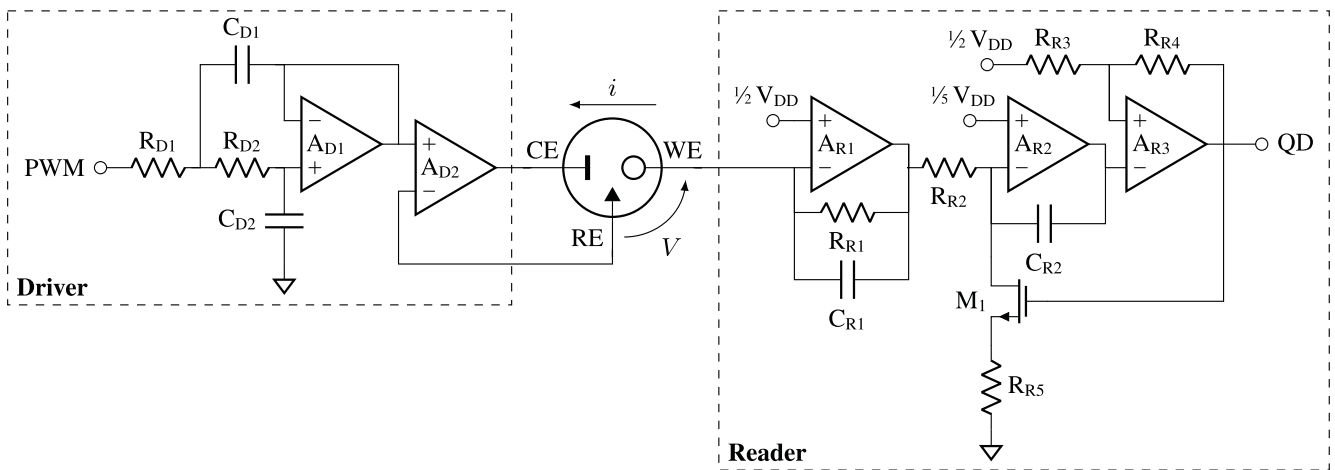 C_D1
R_D1
R_D2
−
+
A_D1
PWM
C_D2
Driver
+
−
A_D2
i
CE
WE
RE
V
½ V_DD
+
−
A_R1
R_R1
C_R1
R_R2
⅕ V_DD
+
−
A_R2
C_R2
½ V_DD
R_R3
R_R4
+
−
A_R3
QD
M_1
R_R5
Reader